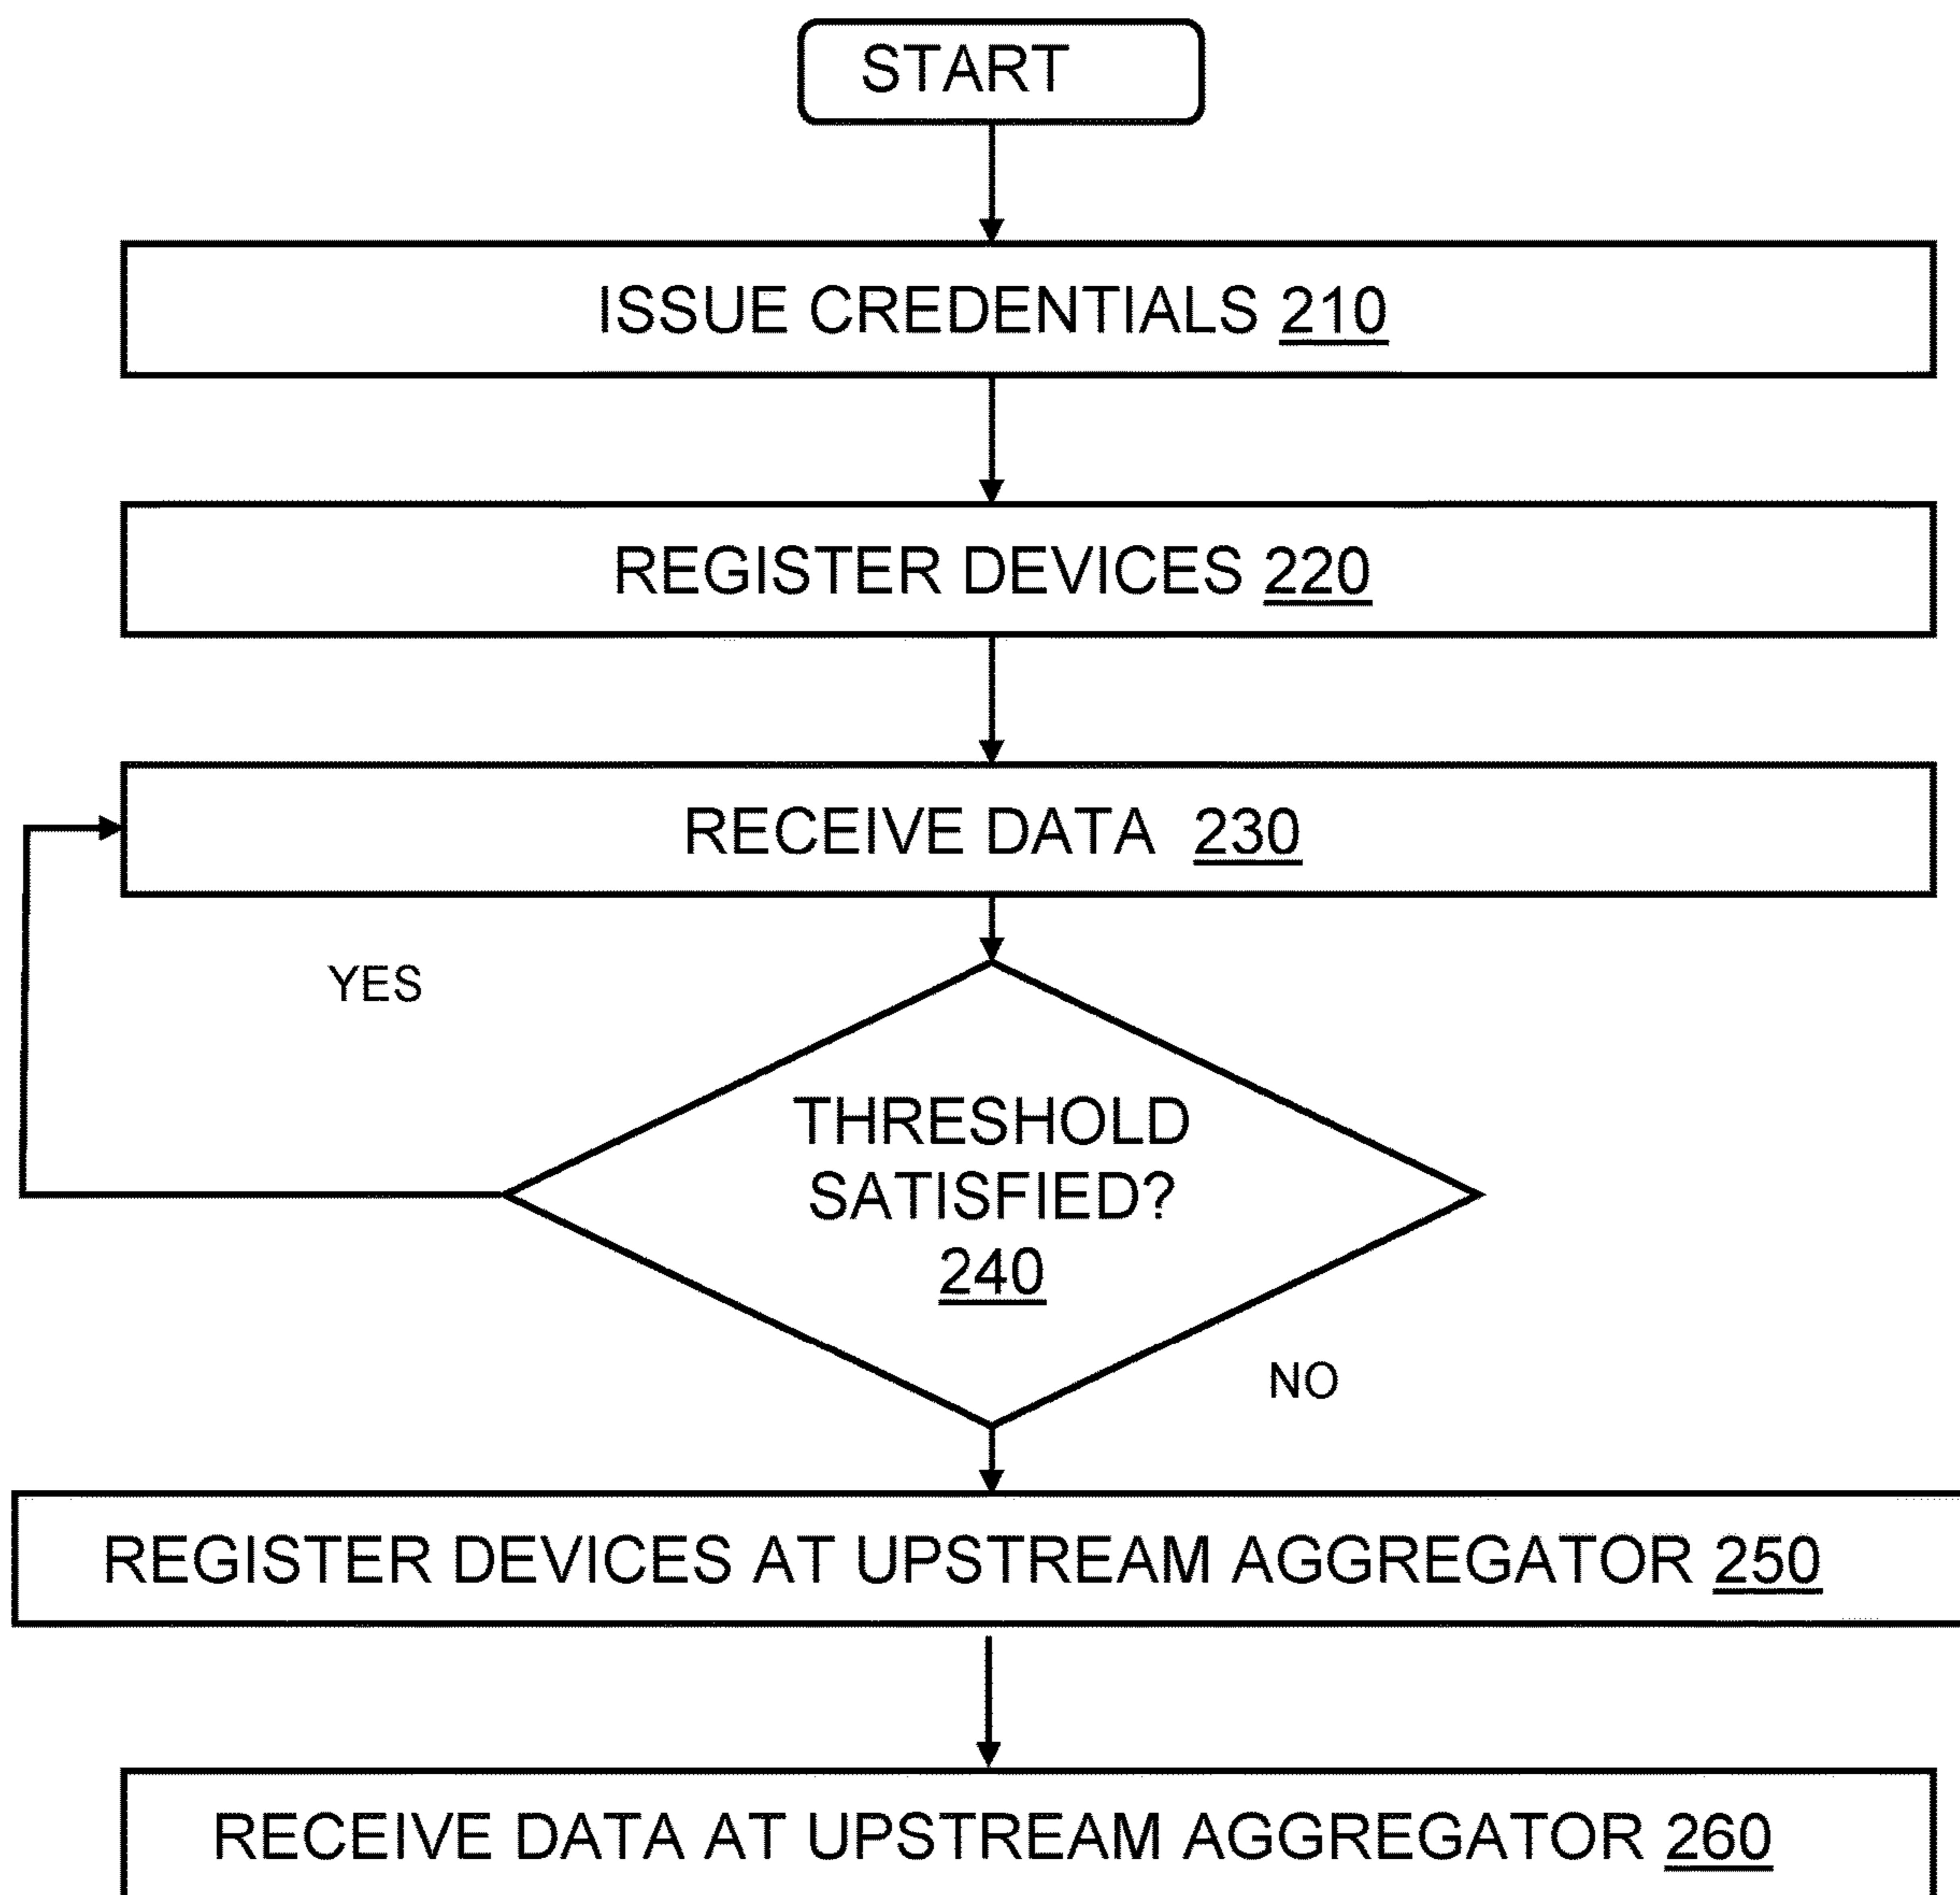 START
ISSUE CREDENTIALS 210
REGISTER DEVICES 220
RECEIVE DATA 230
YES
THRESHOLD
SATISFIED?
240
NO
REGISTER DEVICES AT UPSTREAM AGGREGATOR 250
RECEIVE DATA AT UPSTREAM AGGREGATOR 260